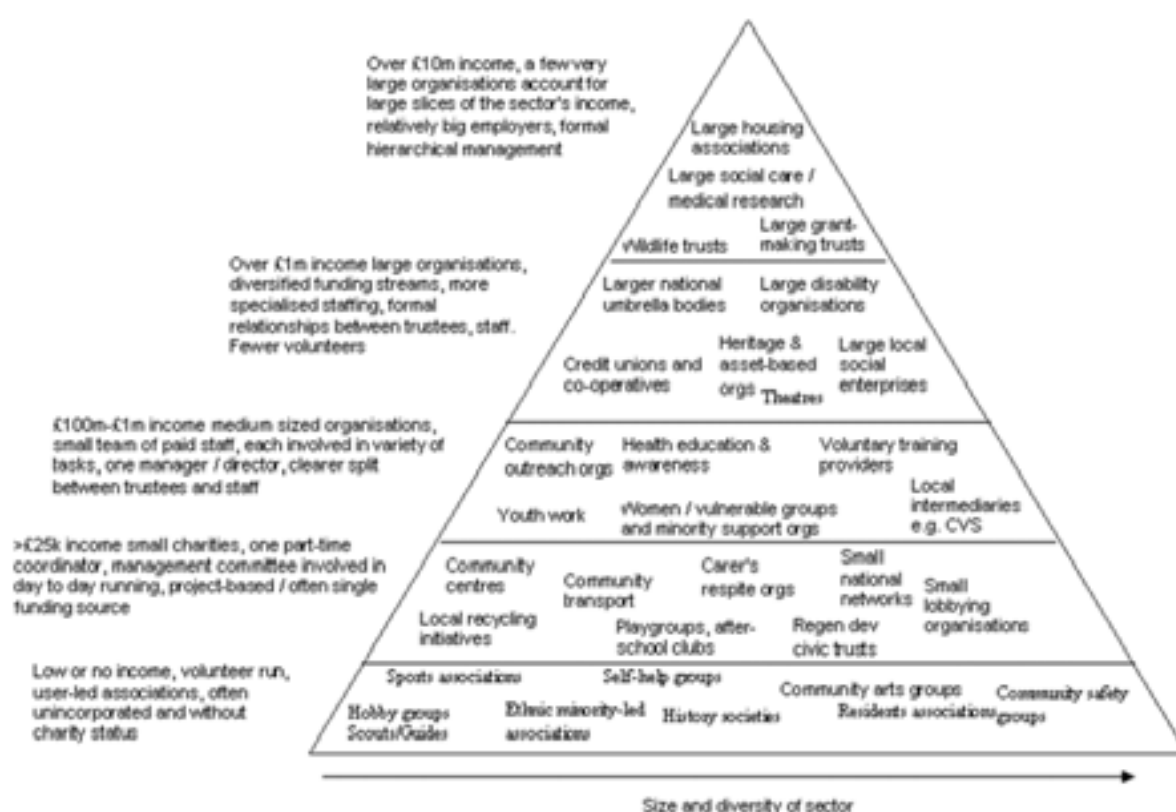 Over £10m income, a few very
large organisations account for
large slices of the sector's income,
relatively big employers, formal
hierarchical management
Large housing
associations
Large social care /
medical research
Wildlife trusts
Large grant-
making trusts
Over £1m income large organisations,
diversified funding streams, more
specialised staffing, formal
relationships between trustees, staff.
Fewer volunteers
Larger national
umbrella bodies
Large disability
organisations
Credit unions and
co-operatives
Heritage &
asset-based
orgs
Theatres
Large local
social
enterprises
£100m-£1m income medium sized organisations,
small team of paid staff, each involved in variety of
tasks, one manager / director, clearer split
between trustees and staff
Community
outreach orgs
Health education &
awareness
Voluntary training
providers
Youth work
Women / vulnerable groups
and minority support orgs
Local
intermediaries
e.g. CVS
>£25k income small charities, one part-time
coordinator, management committee involved in
day to day running, project-based / often single
funding source
Community
centres
Community
transport
Carer's
respite orgs
Small
national
networks
Small
lobbying
organisations
Local recycling
initiatives
Playgroups, after-
school clubs
Regen dev
civic trusts
Low or no income, volunteer run,
user-led associations, often
unincorporated and without
charity status
Sports associations
Self-help groups
Community arts groups
Community safety
groups
Hobby groups
Scouts/Guides
Ethnic minority-led
associations
History societies
Residents associations
Size and diversity of sector